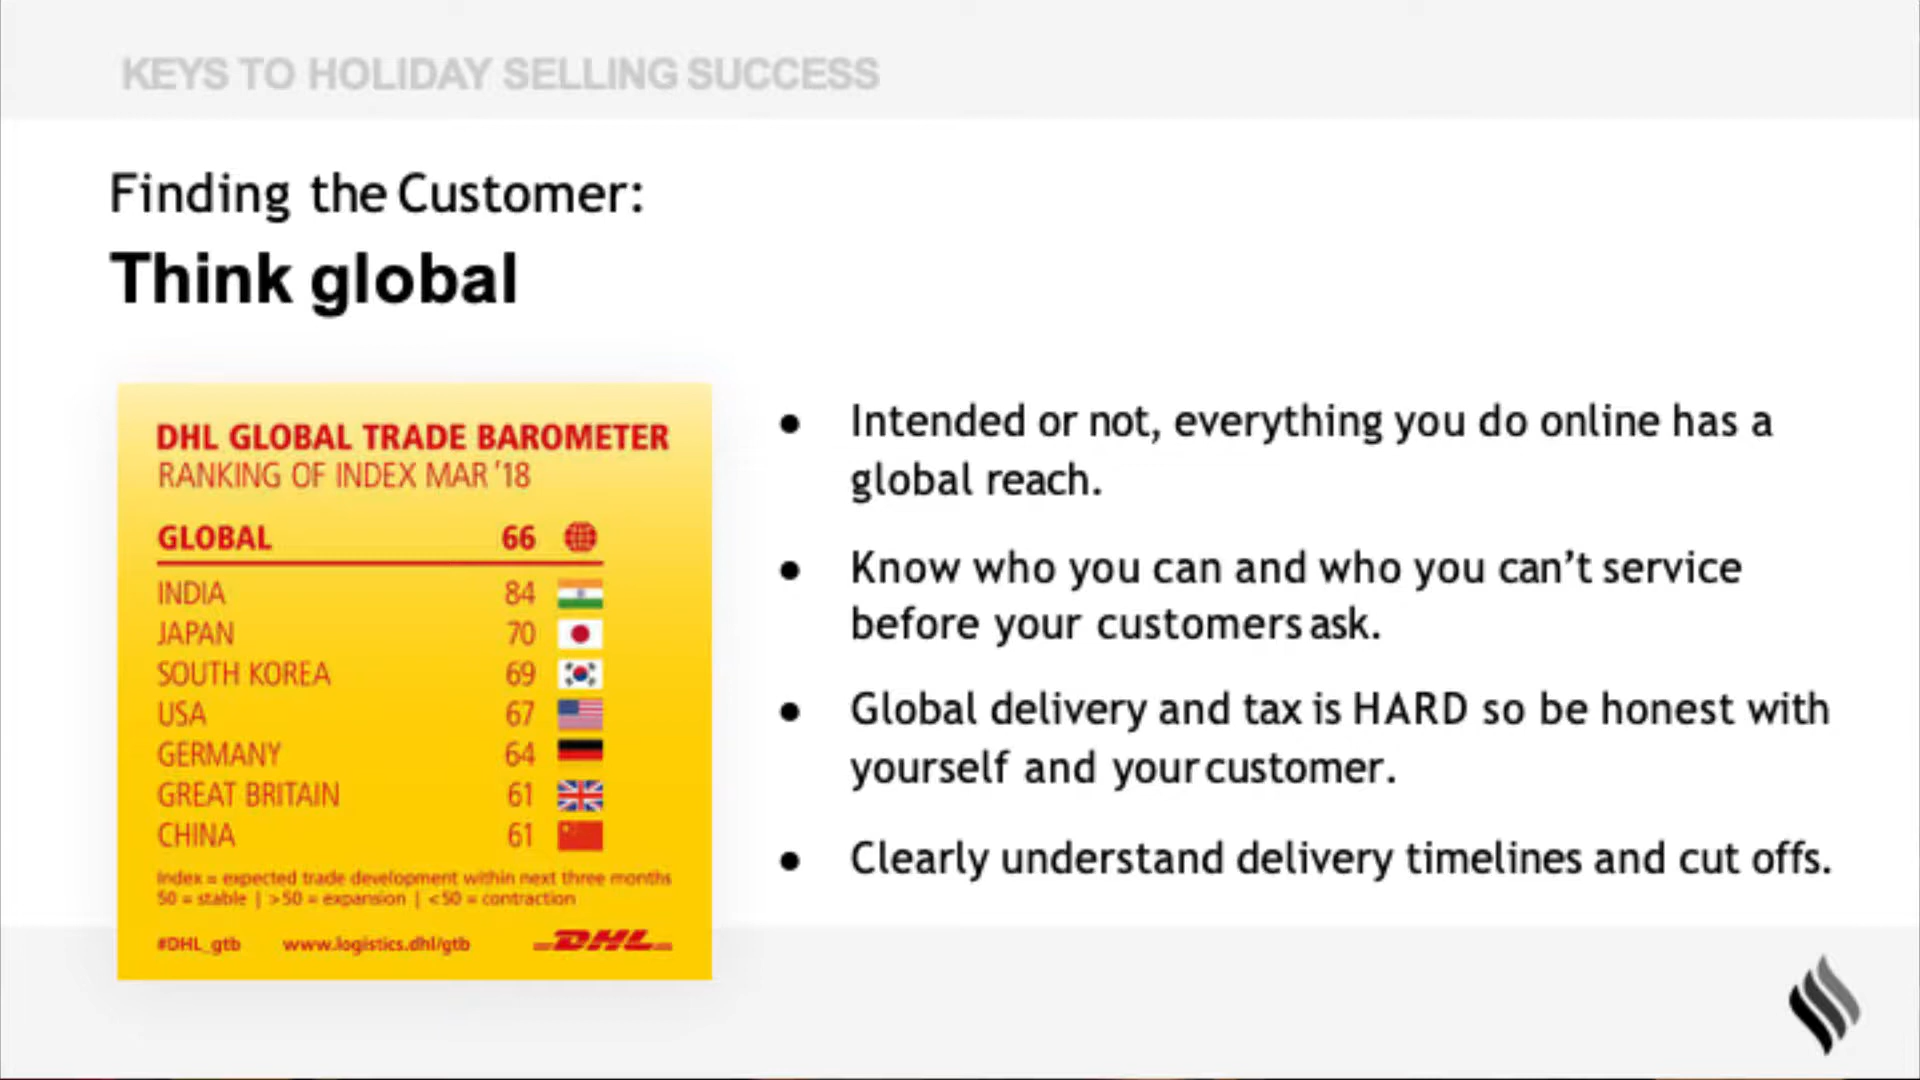 KEYS TO HOLIDAY SELLING SUCCESS
Finding the Customer:
Think global
DHL GLOBAL TRADE BAROMETER
RANKING OF INDEX MAR '18
GLOBAL 66
INDIA 84
JAPAN 70
SOUTH KOREA 69
USA 67
GERMANY 64
GREAT BRITAIN 61
CHINA 61
Index = expected trade development within next three months
50 = stable | >50 = expansion | <50 = contraction
#DHL_gtb www.logistics.dhl/gtb DHL
● Intended or not, everything you do online has a
global reach.
● Know who you can and who you can't service
before your customers ask.
● Global delivery and tax is HARD so be honest with
yourself and your customer.
● Clearly understand delivery timelines and cut offs.